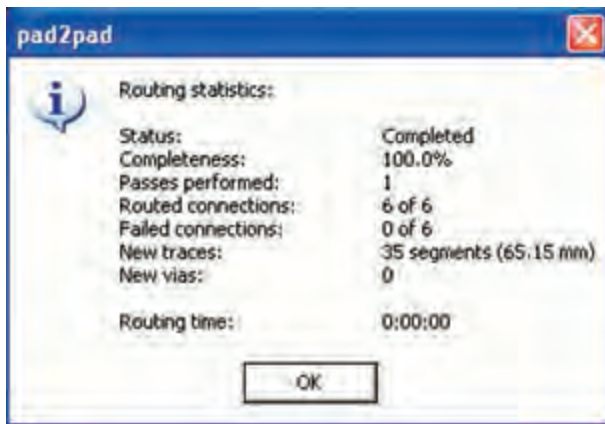 pad2pad
Routing statistics:
Status: Completed
Completeness: 100.0%
Passes performed: 1
Routed connections: 6 of 6
Failed connections: 0 of 6
New traces: 35 segments (65.15 mm)
New vias: 0
Routing time: 0:00:00
OK